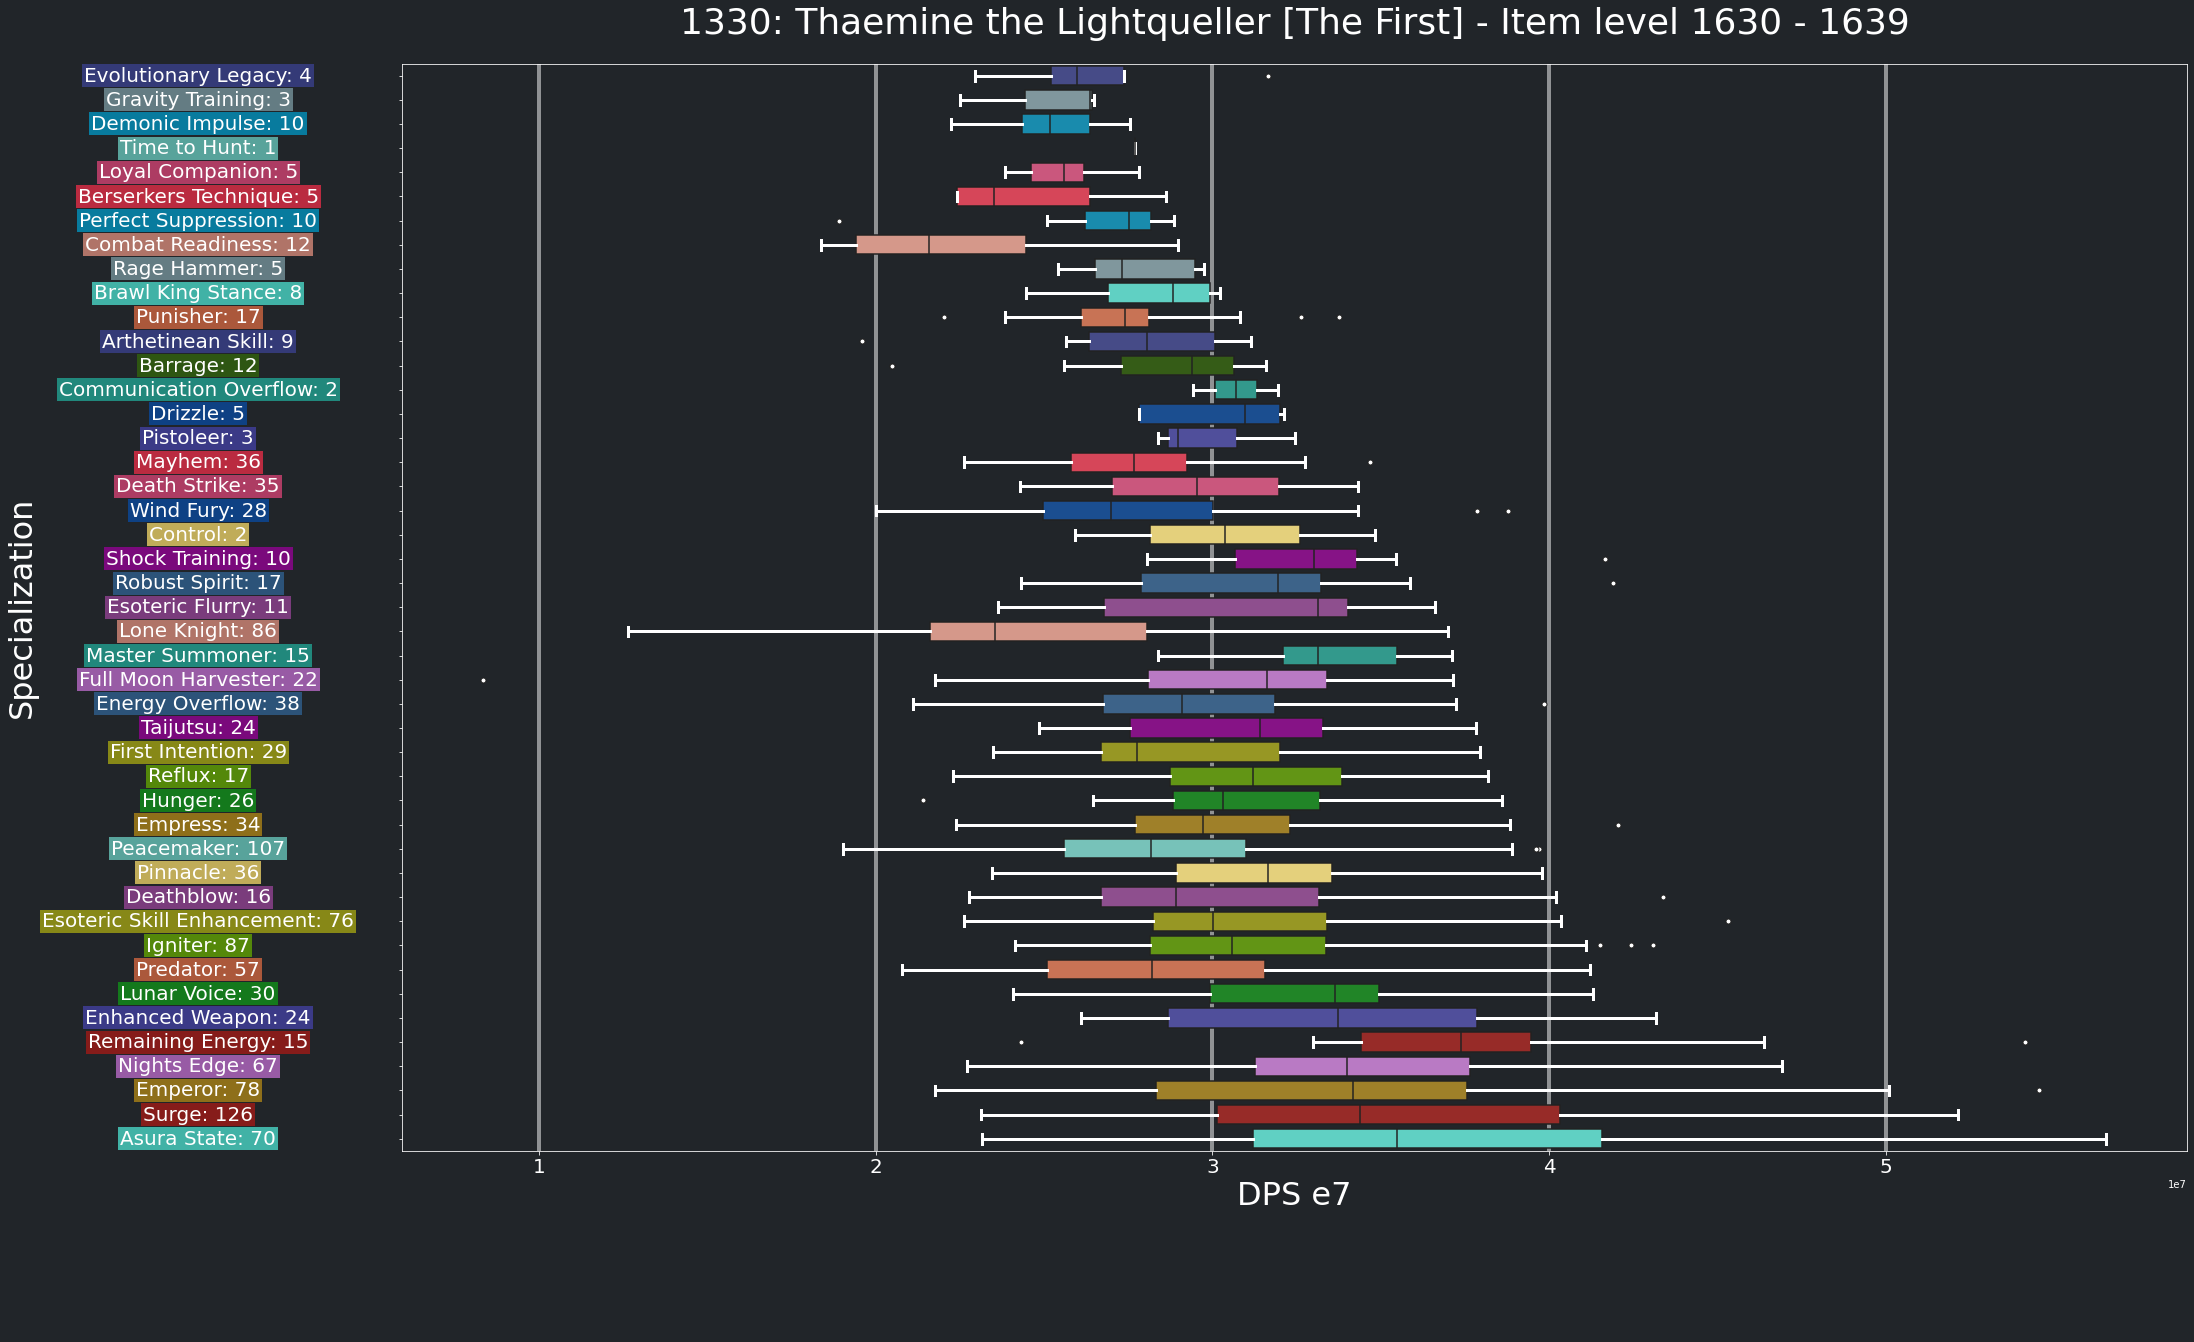 1330: Thaemine the Lightqueller [The First] - Item level 1630 - 1639
Specialization
Evolutionary Legacy: 4
Gravity Training: 3
Demonic Impulse: 10
Time to Hunt: 1
Loyal Companion: 5
Berserkers Technique: 5
Perfect Suppression: 10
Combat Readiness: 12
Rage Hammer: 5
Brawl King Stance: 8
Punisher: 17
Arthetinean Skill: 9
Barrage: 12
Communication Overflow: 2
Drizzle: 5
Pistoleer: 3
Mayhem: 36
Death Strike: 35
Wind Fury: 28
Control: 2
Shock Training: 10
Robust Spirit: 17
Esoteric Flurry: 11
Lone Knight: 86
Master Summoner: 15
Full Moon Harvester: 22
Energy Overflow: 38
Taijutsu: 24
First Intention: 29
Reflux: 17
Hunger: 26
Empress: 34
Peacemaker: 107
Pinnacle: 36
Deathblow: 16
Esoteric Skill Enhancement: 76
Igniter: 87
Predator: 57
Lunar Voice: 30
Enhanced Weapon: 24
Remaining Energy: 15
Nights Edge: 67
Emperor: 78
Surge: 126
Asura State: 70
1 2 3 4 5
1e7
DPS e7